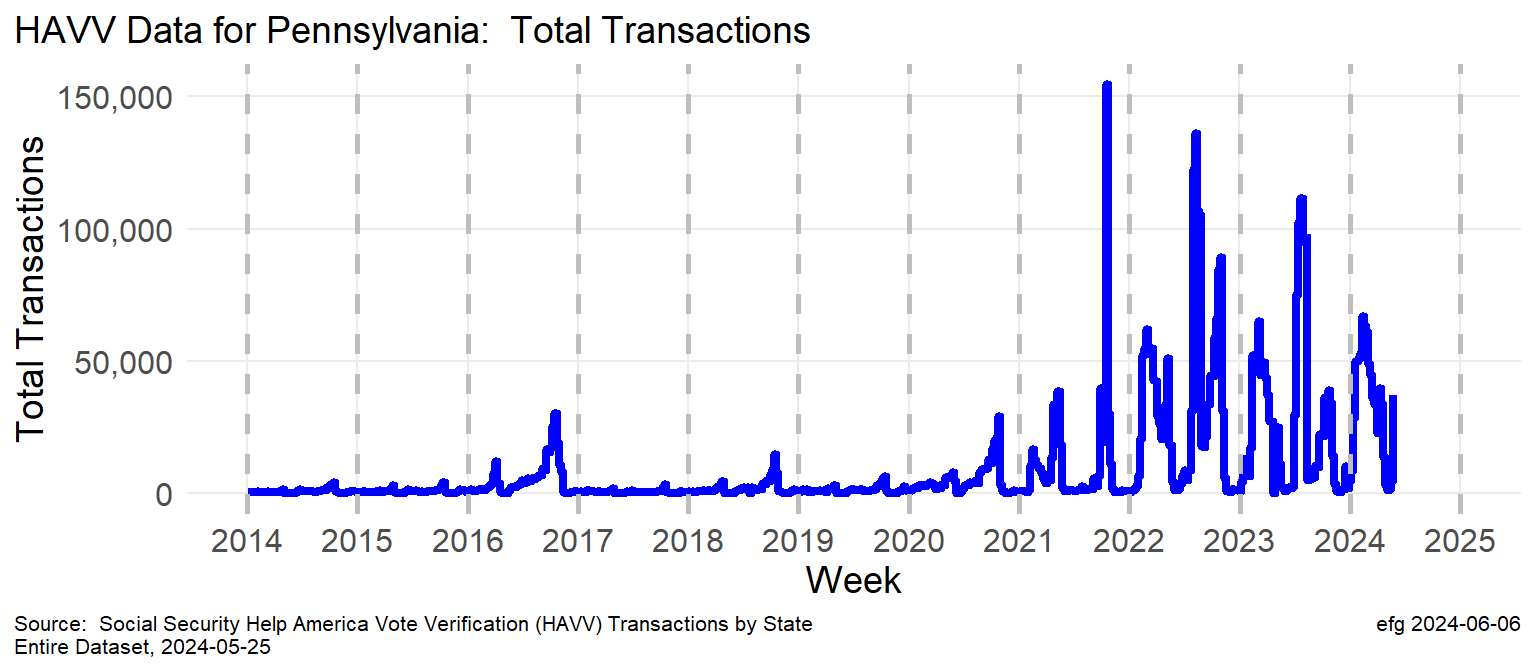 HAVV Data for Pennsylvania:  Total Transactions
Total Transactions
150,000
100,000
50,000
0
2014 2015 2016 2017 2018 2019 2020 2021 2022 2023 2024 2025
Week
Source:  Social Security Help America Vote Verification (HAVV) Transactions by State
Entire Dataset, 2024-05-25
efg 2024-06-06